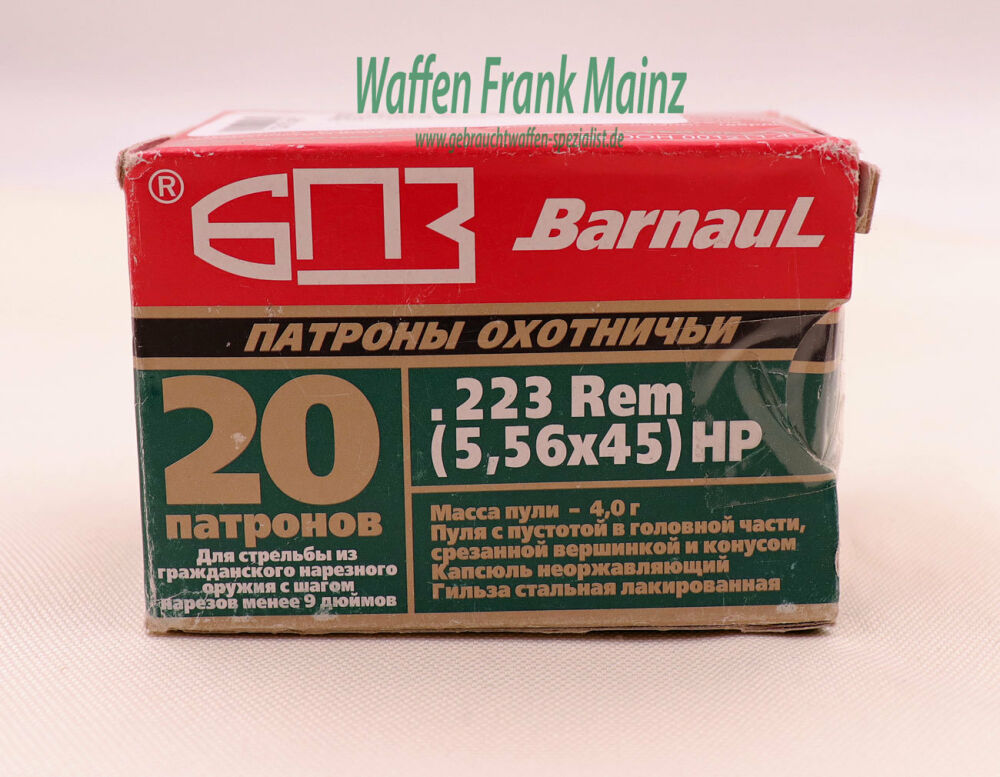 Waffen Frank Mainz
www.gebrauchtwaffen-spezialist.de
® БПЗ Barnaul
ПАТРОНЫ ОХОТНИЧЬИ
20
патронов
Для стрельбы из
гражданского нарезного
оружия с шагом
нарезов менее 9 дюймов
.223 Rem
(5,56x45) HP
Масса пули – 4,0 г
Пуля с пустотой в головной части,
срезанной вершинкой и конусом
Капсюль неоржавляющий
Гильза стальная лакированная